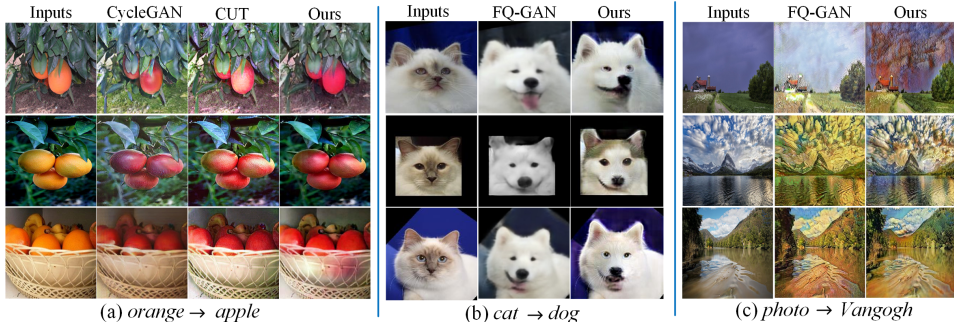 Inputs CycleGAN CUT Ours
(a) orange → apple
Inputs FQ-GAN Ours
(b) cat → dog
Inputs FQ-GAN Ours
(c) photo → Vangogh